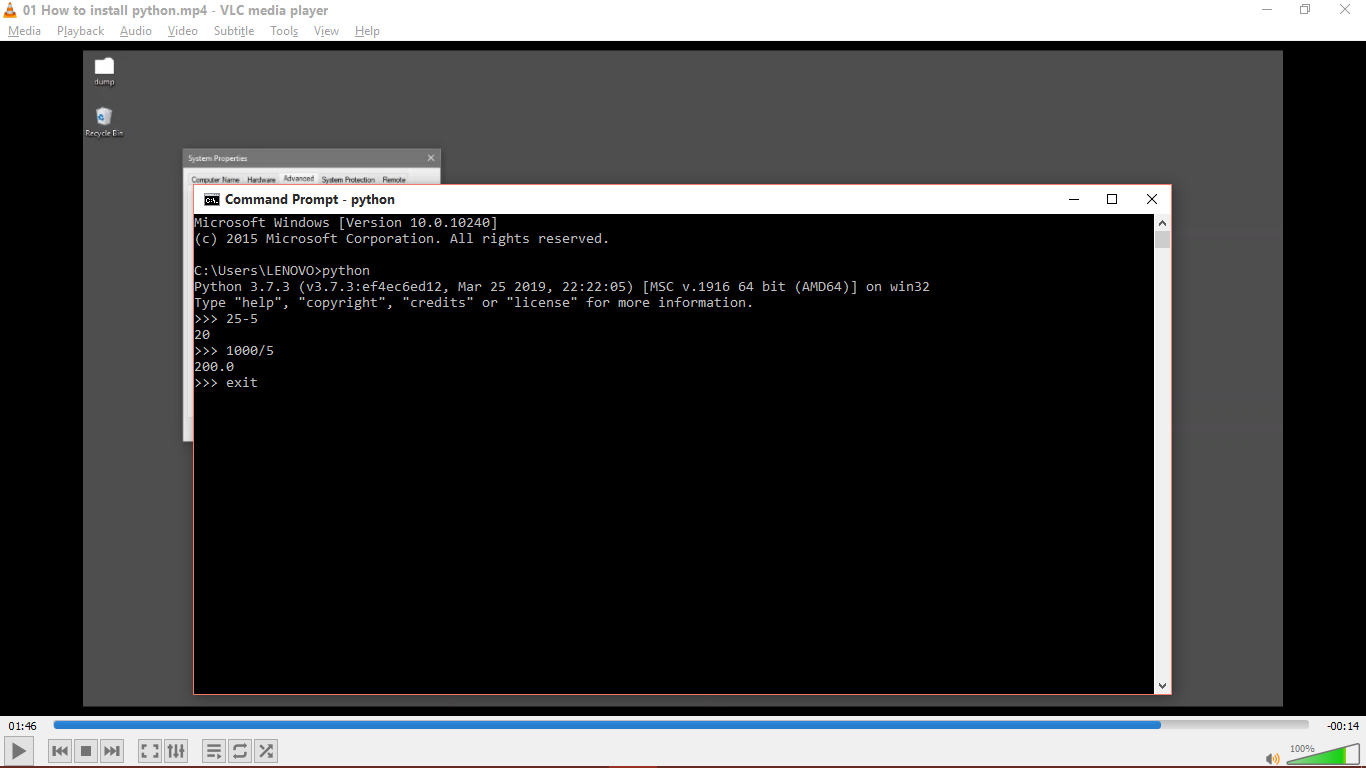 01 How to install python.mp4 - VLC media player
Media Playback Audio Video Subtitle Tools View Help
dump
Recycle Bin
System Properties
Computer Name Hardware Advanced System Protection Remote
Command Prompt - python
Microsoft Windows [Version 10.0.10240]
(c) 2015 Microsoft Corporation. All rights reserved.
C:\Users\LENOVO>python
Python 3.7.3 (v3.7.3:ef4ec6ed12, Mar 25 2019, 22:22:05) [MSC v.1916 64 bit (AMD64)] on win32
Type "help", "copyright", "credits" or "license" for more information.
>>> 25-5
20
>>> 1000/5
200.0
>>> exit
01:46 -00:14
100%